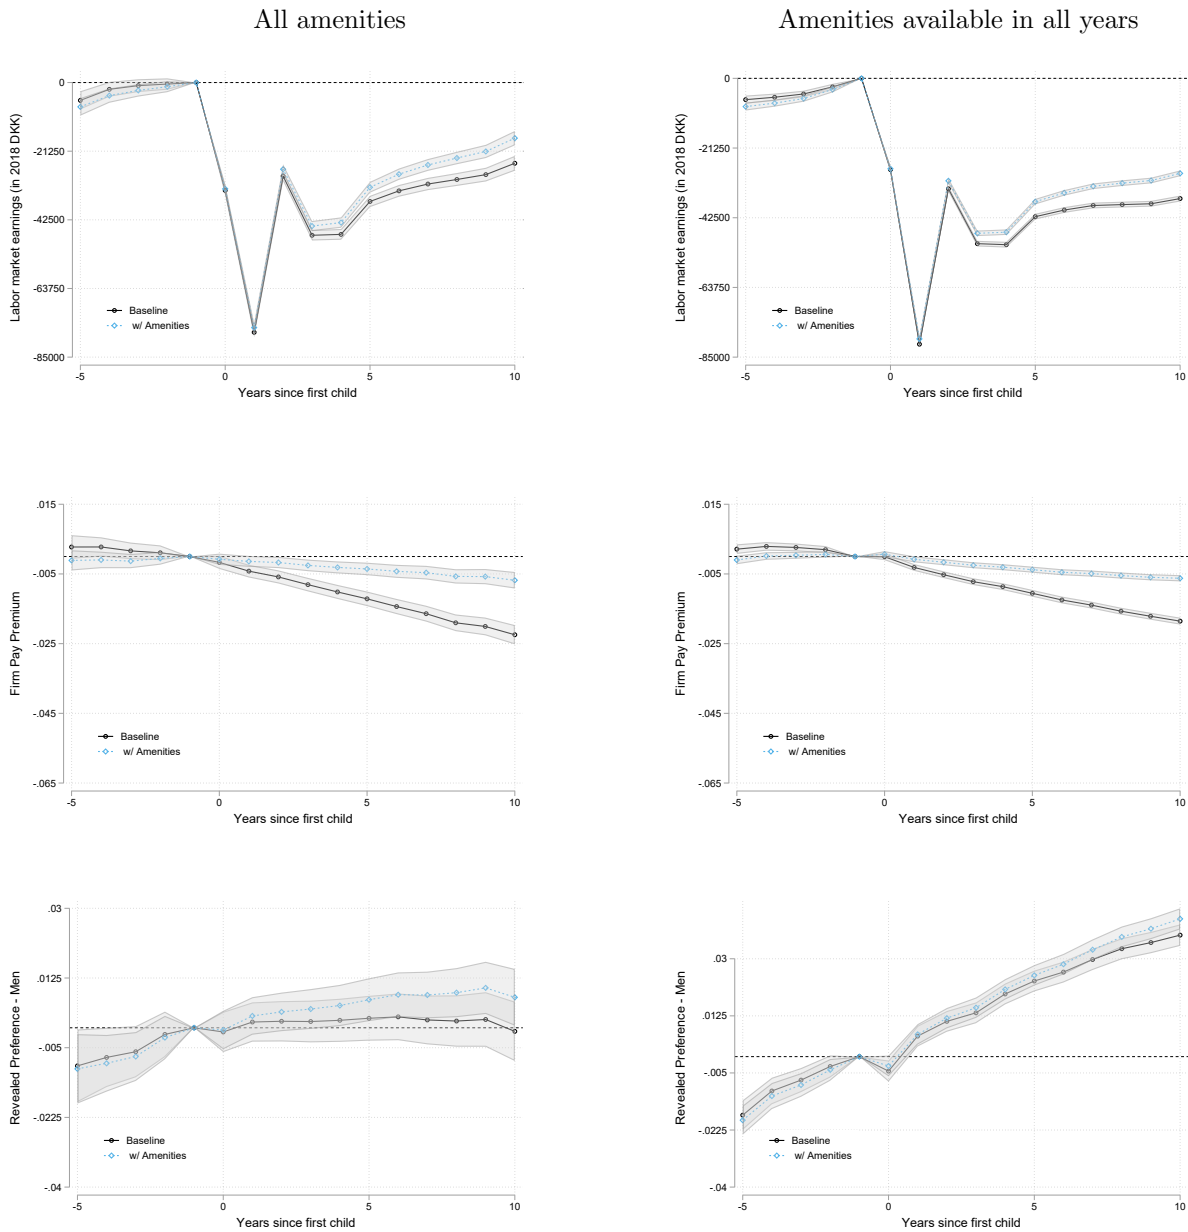 All amenities
Amenities available in all years
Labor market earnings (in 2018 DKK)
0
-21250
-42500
-63750
-85000
Baseline
w/ Amenities
-5 0 5 10
Years since first child
Labor market earnings (in 2018 DKK)
0
-21250
-42500
-63750
-85000
Baseline
w/ Amenities
-5 0 5 10
Years since first child
Firm Pay Premium
.015
-.005
-.025
-.045
-.065
Baseline
w/ Amenities
-5 0 5 10
Years since first child
Firm Pay Premium
.015
-.005
-.025
-.045
-.065
Baseline
w/ Amenities
-5 0 5 10
Years since first child
Revealed Preference - Men
.03
.0125
-.005
-.0225
-.04
Baseline
w/ Amenities
-5 0 5 10
Years since first child
Revealed Preference - Men
.03
.0125
-.005
-.0225
-.04
Baseline
w/ Amenities
-5 0 5 10
Years since first child